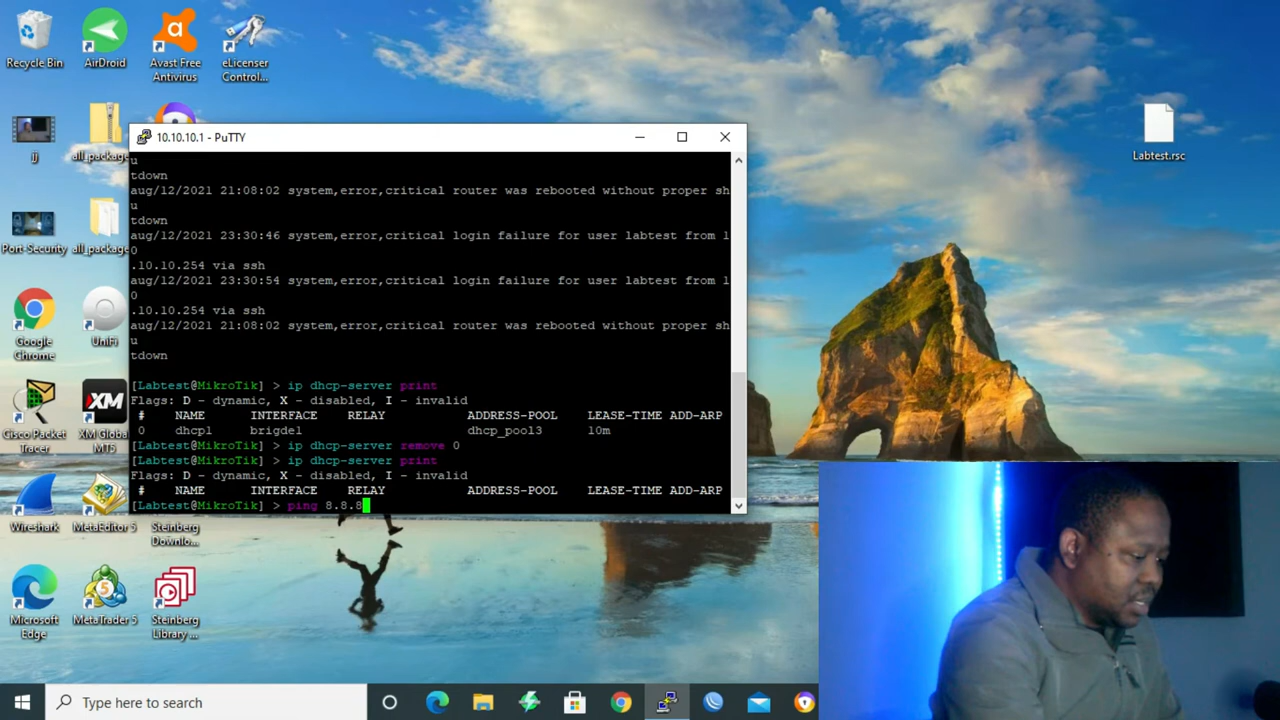 Recycle Bin
AirDroid
Avast Free
Antivirus
eLicenser
Control...
jj
all_package
Port-Security
all_package
Google
Chrome
UniFi
Cisco Packet
Tracer
XM
XM Global
MT5
Wireshark
MetaEditor 5
Steinberg
Downlo...
Microsoft
Edge
MetaTrader 5
Steinberg
Library ...
Labtest.rsc
10.10.10.1 - PuTTY
u
tdown
aug/12/2021 21:08:02 system,error,critical router was rebooted without proper sh
u
tdown
aug/12/2021 23:30:46 system,error,critical login failure for user labtest from 1
0
.10.10.254 via ssh
aug/12/2021 23:30:54 system,error,critical login failure for user labtest from 1
0
.10.10.254 via ssh
aug/12/2021 21:08:02 system,error,critical router was rebooted without proper sh
u
tdown
[Labtest@MikroTik] > ip dhcp-server print
Flags: D - dynamic, X - disabled, I - invalid
# NAME INTERFACE RELAY ADDRESS-POOL LEASE-TIME ADD-ARP
0 dhcp1 brigde1 dhcp_pool3 10m
[Labtest@MikroTik] > ip dhcp-server remove 0
[Labtest@MikroTik] > ip dhcp-server print
Flags: D - dynamic, X - disabled, I - invalid
# NAME INTERFACE RELAY ADDRESS-POOL LEASE-TIME ADD-ARP
[Labtest@MikroTik] > ping 8.8.8
Type here to search